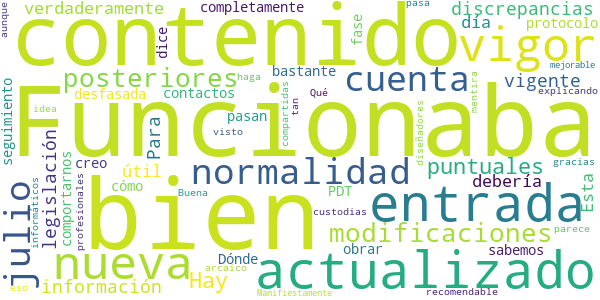 aunque
verdaderamente
completamente
pasa
discrepancias
contenido
dice
fase
día
protocolo
vigor
posteriores
haga
bastante
cuenta
mejorable
vigente
desfasada
contactos
compartidas
Qué
explicando
mentira
Funcionaba
seguimiento
idea
pasan
tan
diseñadores
visto
legislación
Para
informáticos
comportarnos
creo
normalidad
puntuales
gracias
útil
debería
profesionales
cómo
PDT
Esta
julio
bien
Buena
entrada
custodias
modificaciones
parece
nueva
Dónde
obrar
sabemos
arcaico
actualizado
información
Hay
eso
Manifiestamente
recomendable